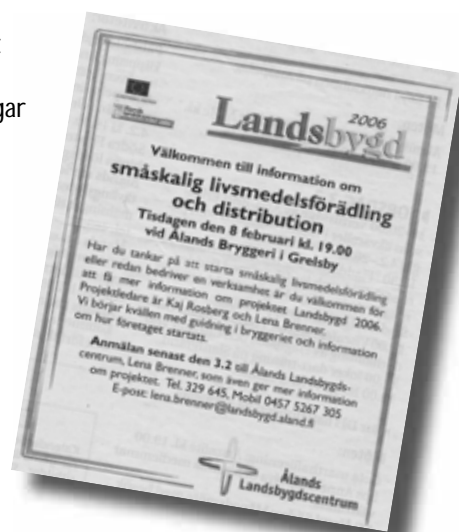 gar
2006
Landsbygd
Välkommen till information om
småskalig livsmedelsförädling
och distribution
Tisdagen den 8 februari kl. 19.00
vid Ålands Bryggeri i Grelsby
Har du tankar på att starta småskalig livsmedelsförädling
eller redan bedriver en verksamhet är du välkommen för
att få mer information om projektet Landsbygd 2006.
Projektledare är Kaj Rosberg och Lena Brenner.
Vi börjar kvällen med guidning i bryggeriet och information
om hur företaget startats.
Anmälan senast den 3.2 till Ålands Landsbygds-
centrum, Lena Brenner, som även ger mer information
om projektet. Tel. 329 645, Mobil 0457 5267 305
E-post: lena.brenner@landsbygd.aland.fi
Ålands
Landsbygdscentrum